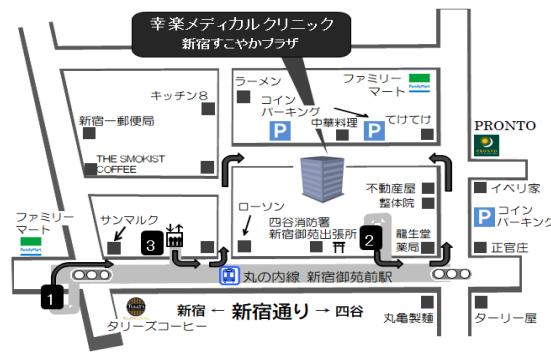 幸楽メディカルクリニック
新宿すこやかプラザ
キッチン8
新宿一郵便局
THE SMOKIST
COFFEE
ラーメン
コイン
パーキング
P
中華料理
P
ファミリー
マート
FamilyMart
てけてけ
PRONTO
PRONTO
ファミリー
マート
FamilyMart
サンマルク
3
ローソン
四谷消防署
新宿御苑出張所
2
不動産屋
整体院
龍生堂
薬局
イベリ家
P
コイン
パーキング
正官庄
1
丸の内線 新宿御苑前駅
タリーズコーヒー
新宿 ← 新宿通り → 四谷
丸亀製麺
ターリー屋